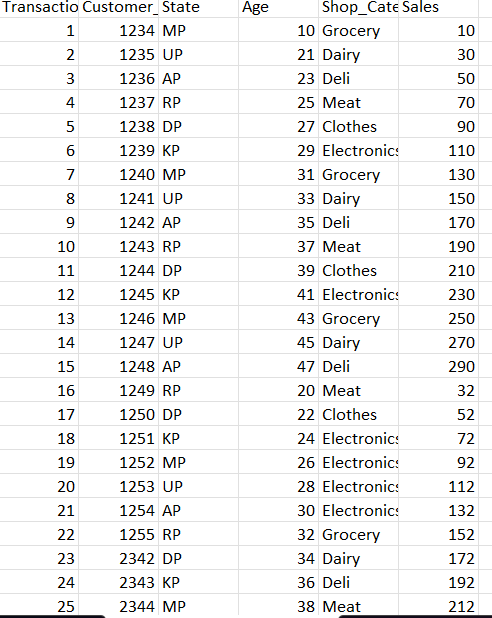 Transactio Customer_ State Age Shop_Cate Sales
1 1234 MP 10 Grocery 10
2 1235 UP 21 Dairy 30
3 1236 AP 23 Deli 50
4 1237 RP 25 Meat 70
5 1238 DP 27 Clothes 90
6 1239 KP 29 Electronics 110
7 1240 MP 31 Grocery 130
8 1241 UP 33 Dairy 150
9 1242 AP 35 Deli 170
10 1243 RP 37 Meat 190
11 1244 DP 39 Clothes 210
12 1245 KP 41 Electronics 230
13 1246 MP 43 Grocery 250
14 1247 UP 45 Dairy 270
15 1248 AP 47 Deli 290
16 1249 RP 20 Meat 32
17 1250 DP 22 Clothes 52
18 1251 KP 24 Electronics 72
19 1252 MP 26 Electronics 92
20 1253 UP 28 Electronics 112
21 1254 AP 30 Electronics 132
22 1255 RP 32 Grocery 152
23 2342 DP 34 Dairy 172
24 2343 KP 36 Deli 192
25 2344 MP 38 Meat 212